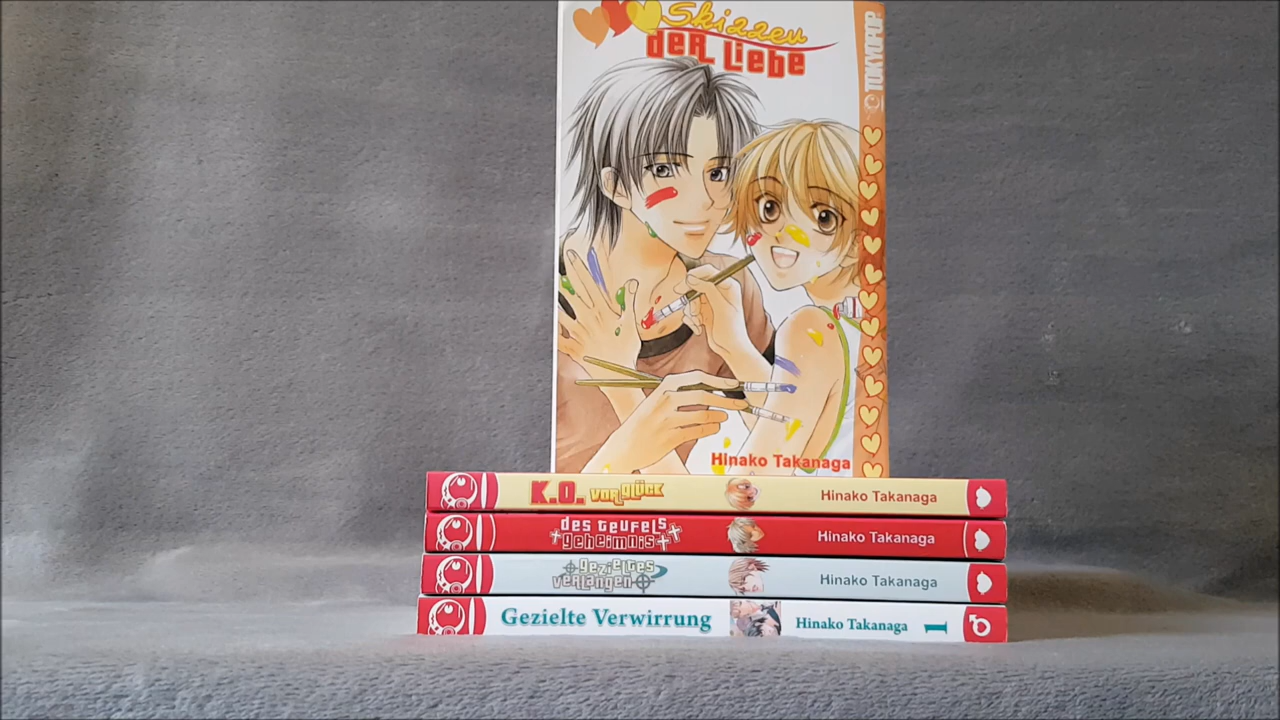 Skizzen
der Liebe
TOKYOPOP
Hinako Takanaga
K.O. vor glück
Hinako Takanaga
des teufels
geheimnis
Hinako Takanaga
gezieltes
verlangen
Hinako Takanaga
Gezielte Verwirrung
Hinako Takanaga
1